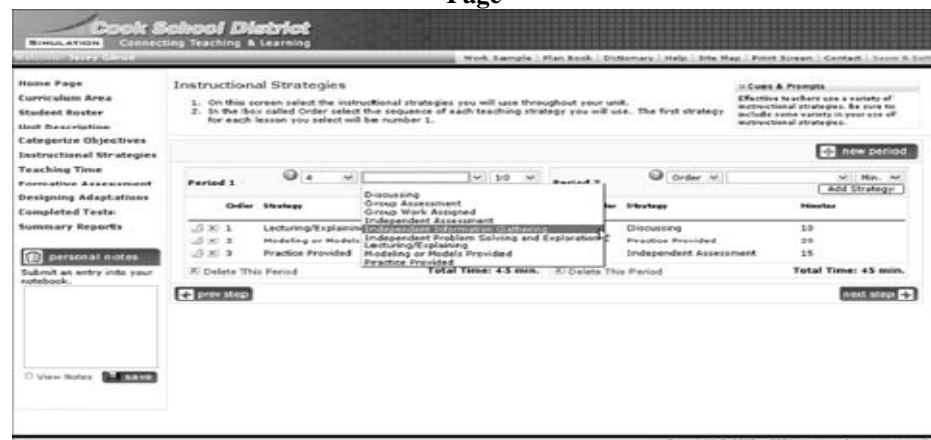 Page
Cook School District
SIMULATION Connecting Teaching & Learning
Welcome
Work Sample | Plan Book | Dictionary | Help | Site Map | Print Screen | Contact | Save & Exit
Home Page
Curriculum Area
Student Roster
Unit Description
Categorize Objectives
Instructional Strategies
Teaching Time
Formative Assessment
Designing Adaptations
Completed Tests
Summary Reports
personal notes
Submit an entry into your
notebook.
View Notes save
Instructional Strategies
1. On this screen select the instructional strategies you will use throughout your unit.
2. In the box called Order select the sequence of each teaching strategy you will use. The first strategy
for each lesson you select will be number 1.
Cues & Prompts
Effective teachers use a variety of
instructional strategies. Be sure to
include some variety in your use of
instructional strategies.
new period
Period 1 4 10
Order Strategy
1 Lecturing/Explaining
2 Modeling or Models
3 Practice Provided
Delete This Period Total Time: 45 min.
Discussing
Group Assessment
Group Work Assigned
Independent Assessment
Independent Information Gathering
Independent Problem Solving and Exploration
Lecturing/Explaining
Modeling or Models Provided
Practice Provided
Order Min.
Add Strategy
Strategy Minutes
Discussing 10
Practice Provided 20
Independent Assessment 15
Delete This Period Total Time: 45 min.
prev step
next step